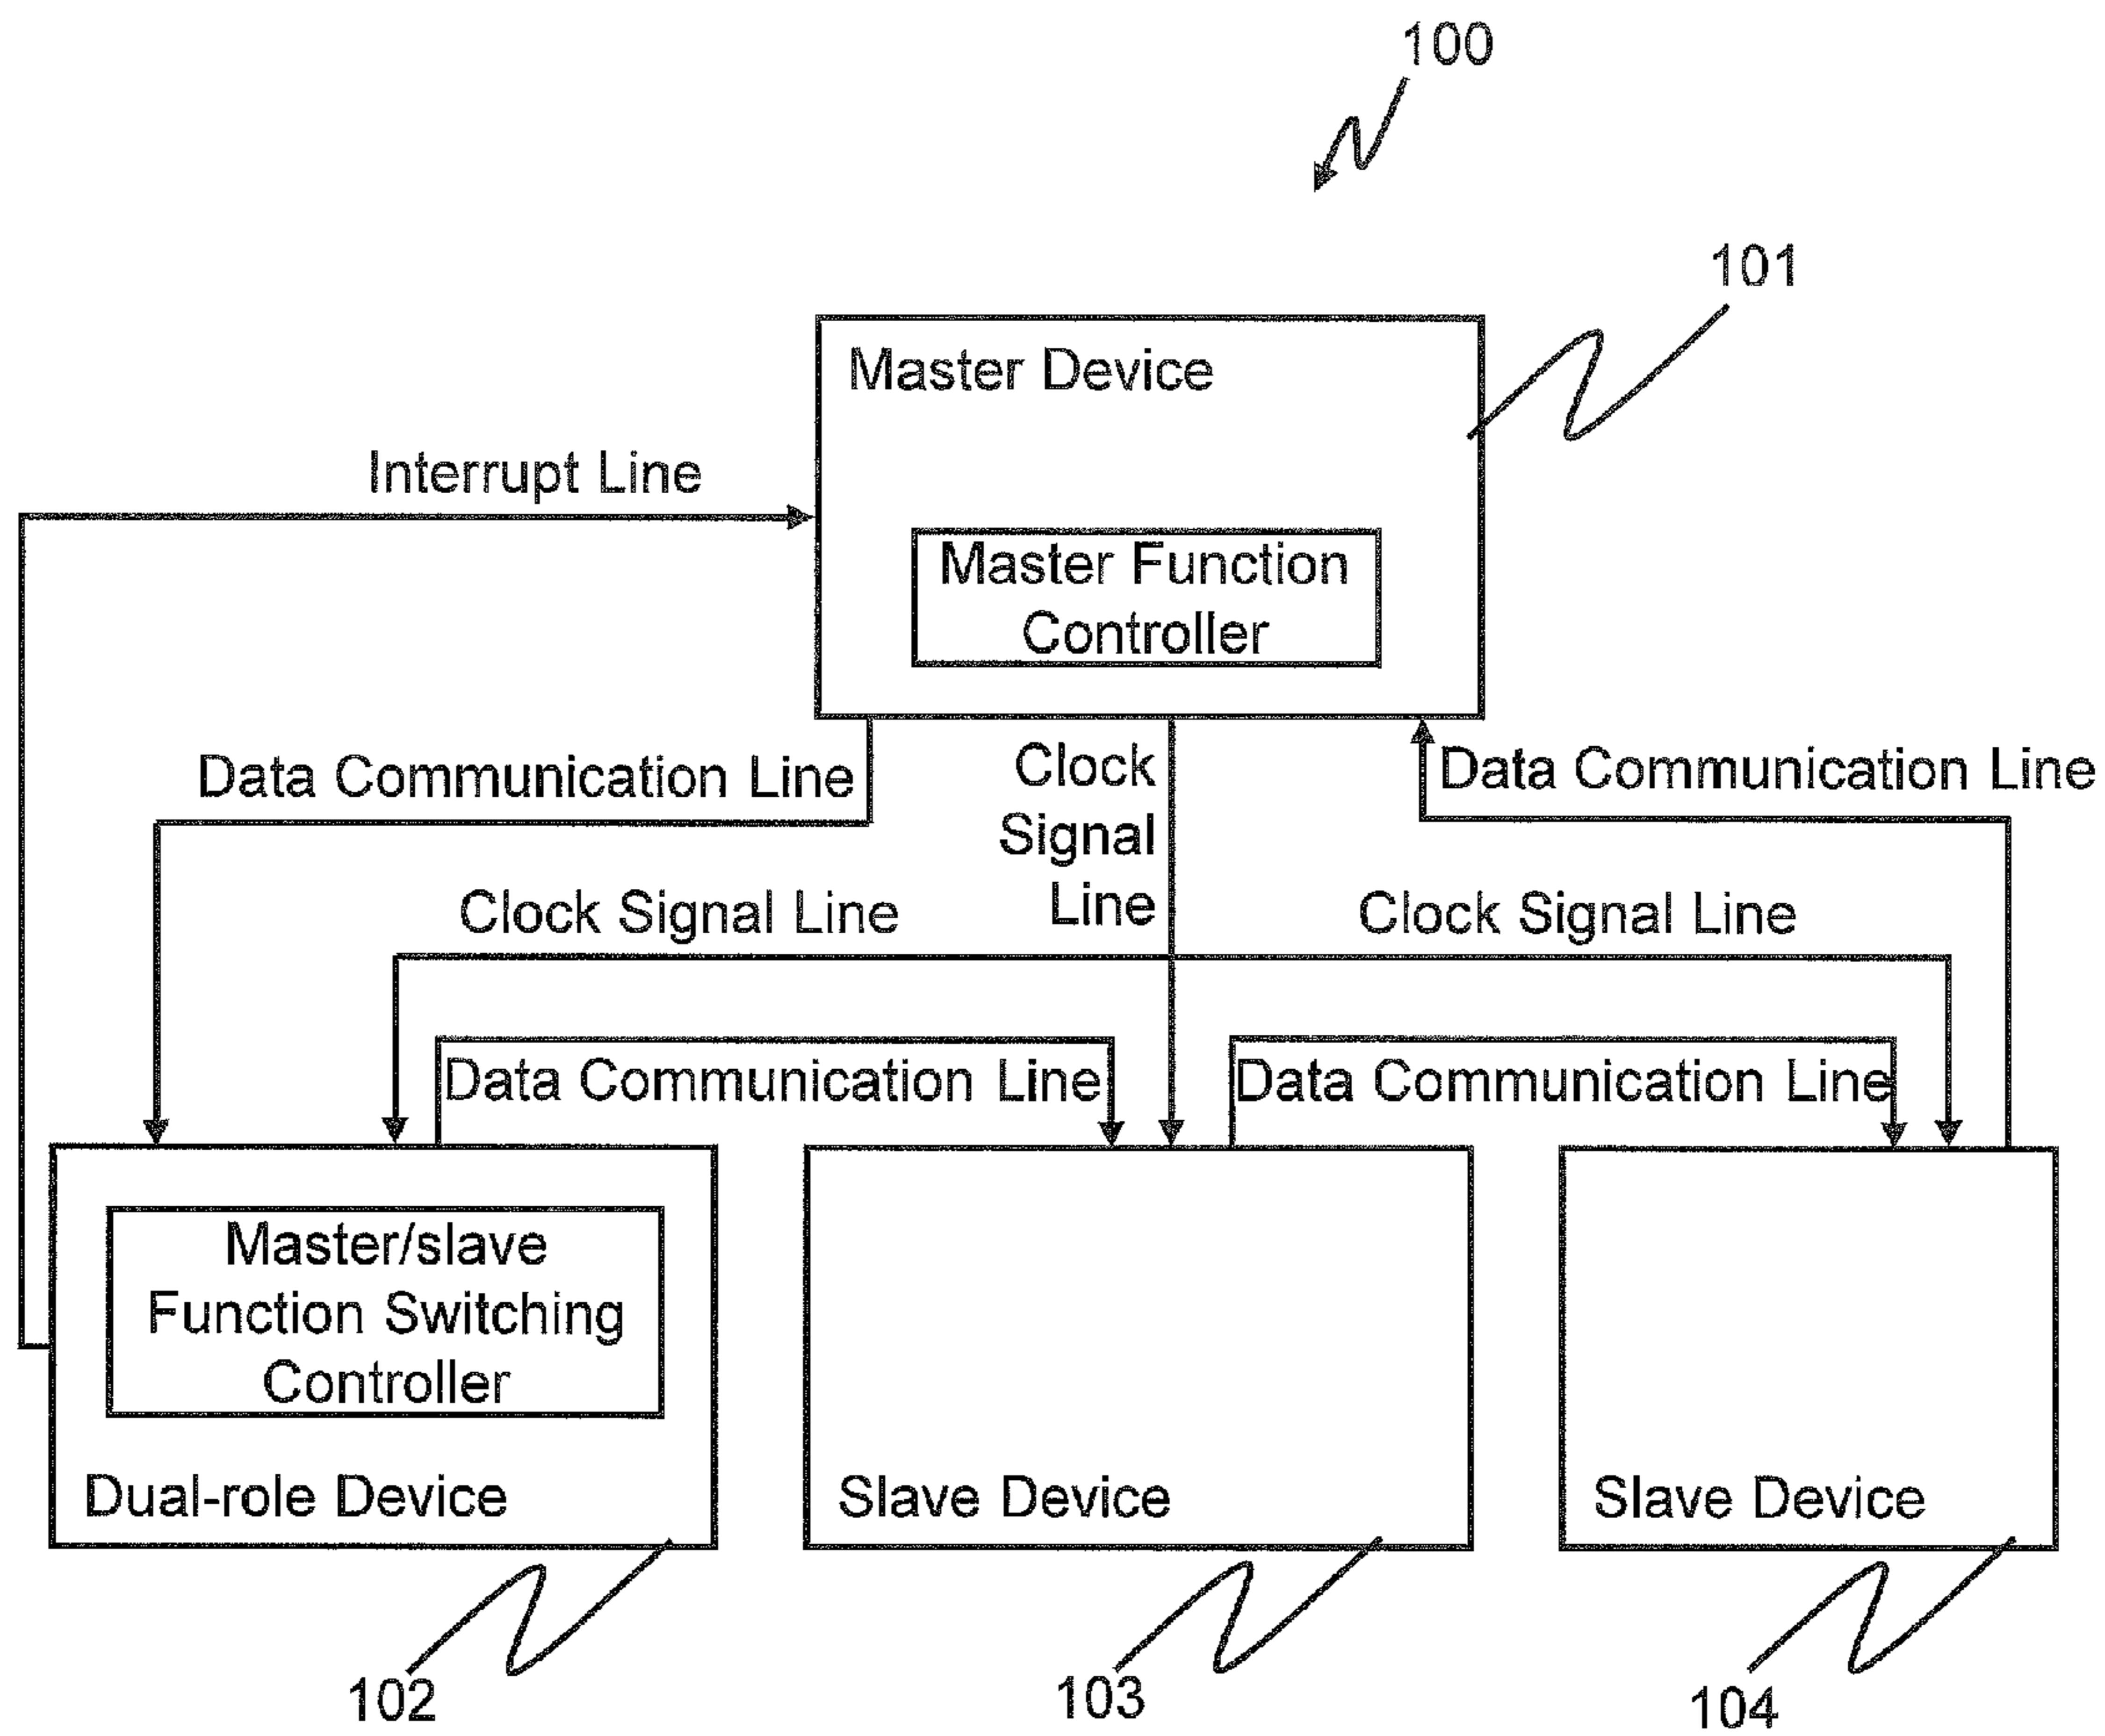 100
101
Master Device
Interrupt Line
Master Function
Controller
Data Communication Line
Clock
Signal
Line
Data Communication Line
Clock Signal Line
Clock Signal Line
Data Communication Line
Data Communication Line
Master/slave
Function Switching
Controller
Dual-role Device
Slave Device
Slave Device
102
103
104